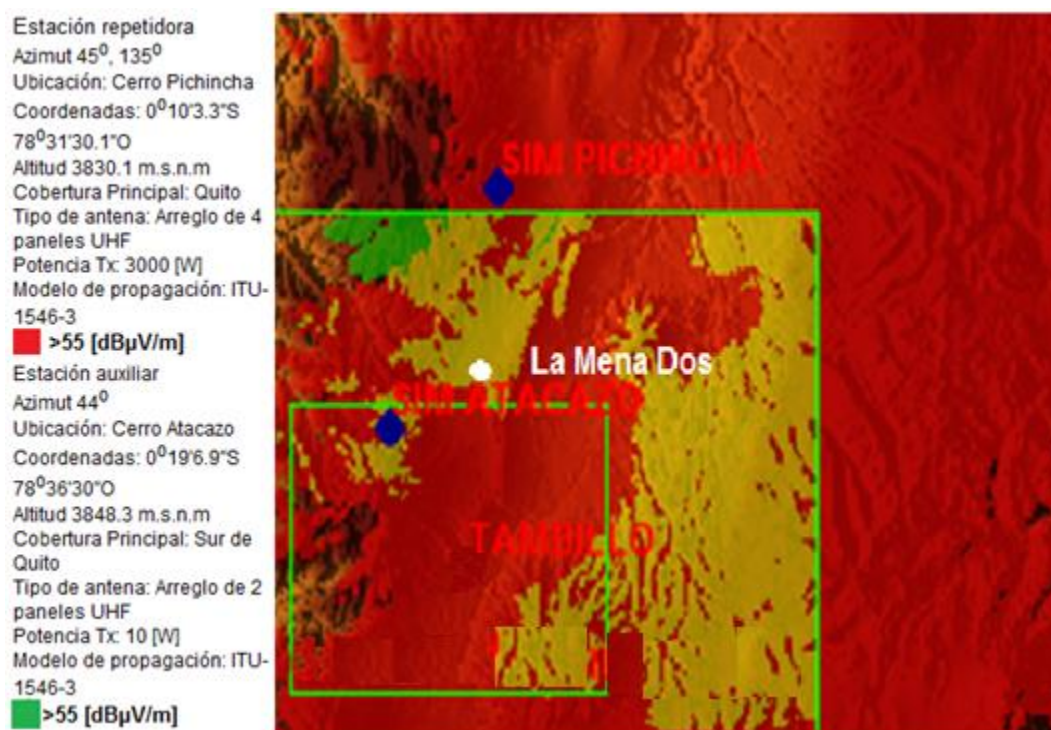 Estación repetidora
Azimut 45⁰, 135⁰
Ubicación: Cerro Pichincha
Coordenadas: 0⁰10'3.3"S
78⁰31'30.1"O
Altitud 3830.1 m.s.n.m
Cobertura Principal: Quito
Tipo de antena: Arreglo de 4
paneles UHF
Potencia Tx: 3000 [W]
Modelo de propagación: ITU-
1546-3
>55 [dBµV/m]
Estación auxiliar
Azimut 44⁰
Ubicación: Cerro Atacazo
Coordenadas: 0⁰19'6.9"S
78⁰36'30"O
Altitud 3848.3 m.s.n.m
Cobertura Principal: Sur de
Quito
Tipo de antena: Arreglo de 2
paneles UHF
Potencia Tx: 10 [W]
Modelo de propagación: ITU-
1546-3
>55 [dBµV/m]
SIM PICHINCHA
La Mena Dos
SIM ATACAZO
TAMBILLO